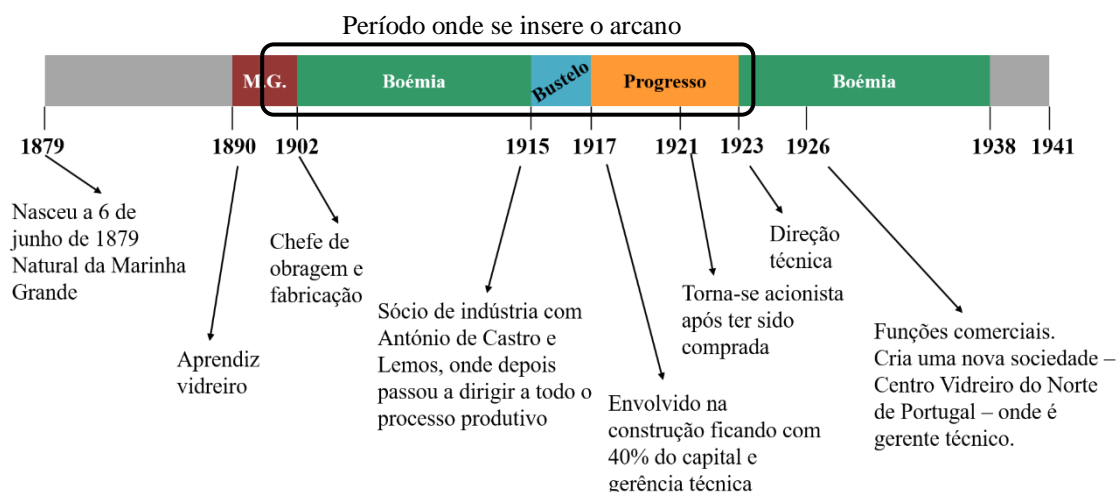 Período onde se insere o arcano
M.G.
Boémia
Bustelo
Progresso
Boémia
1879
1890
1902
1915
1917
1921
1923
1926
1938
1941
Nasceu a 6 de
junho de 1879
Natural da Marinha
Grande
Aprendiz
vidreiro
Chefe de
obragem e
fabricação
Sócio de indústria com
António de Castro e
Lemos, onde depois
passou a dirigir a todo o
processo produtivo
Envolvido na
construção ficando com
40% do capital e
gerência técnica
Torna-se acionista
após ter sido
comprada
Direção
técnica
Funções comerciais.
Cria uma nova sociedade –
Centro Vidreiro do Norte
de Portugal – onde é
gerente técnico.